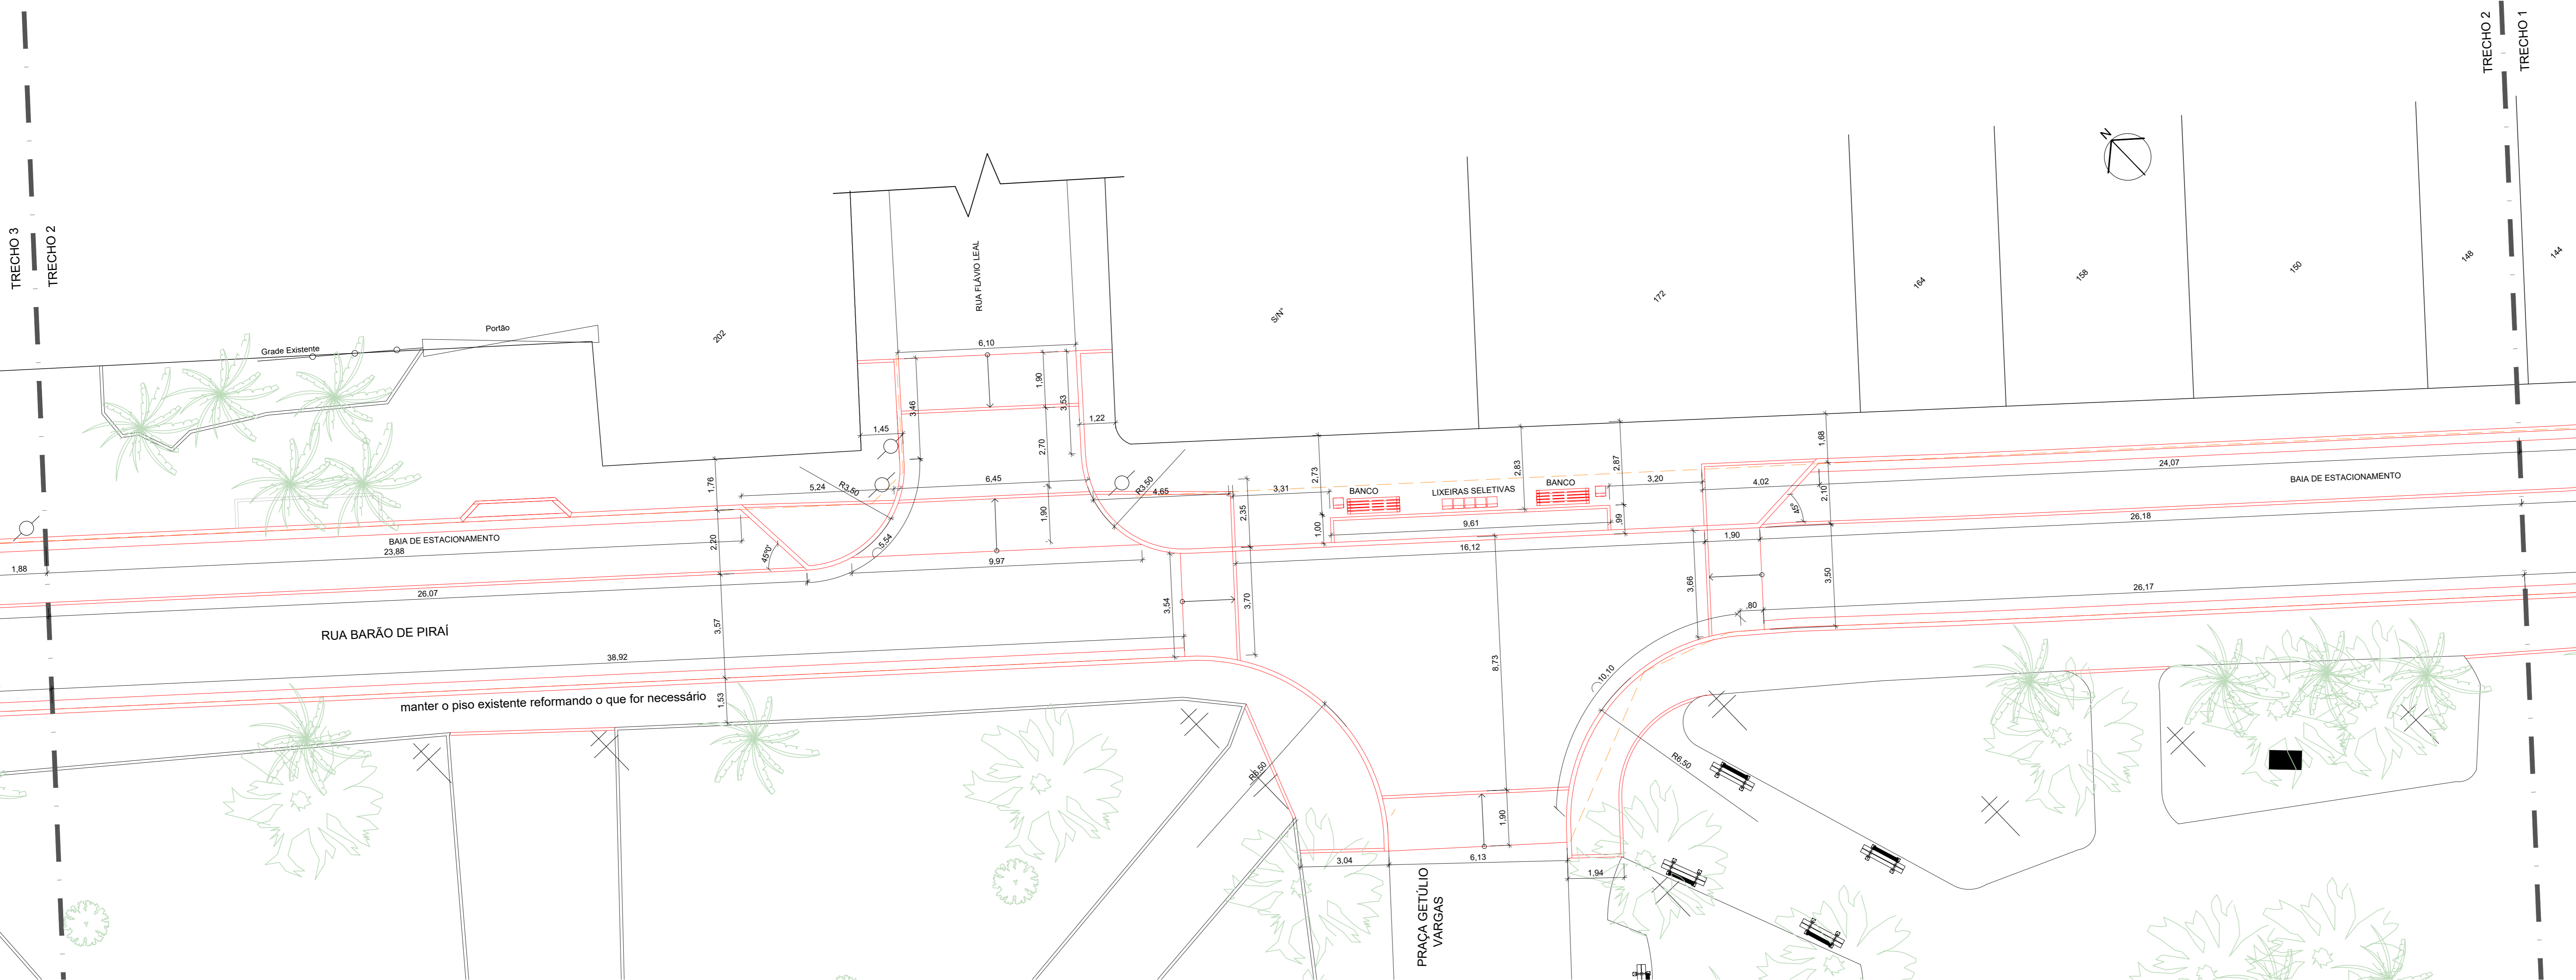 TRECHO 3
TRECHO 2
TRECHO 2
TRECHO 1
N
RUA FLÁVIO LEAL
Portão
Grade Existente
202
S/N°
172
164
158
150
148
144
6,10
1,90
3,53
3,46
1,45
1,22
2,70
1,76
5,24
R3,50
6,45
4,65
R3,50
3,31
2,73
2,83
2,87
3,20
1,68
4,02
24,07
2,10
45°
BANCO
LIXEIRAS SELETIVAS
BANCO
BAIA DE ESTACIONAMENTO
BAIA DE ESTACIONAMENTO
23,88
1,88
2,20
45°0'
5,54
1,90
2,35
1,00
9,61
,99
26,18
16,12
1,90
9,97
26,07
3,57
3,54
3,70
3,66
3,50
26,17
,80
RUA BARÃO DE PIRAÍ
38,92
8,73
10,10
manter o piso existente reformando o que for necessário
1,53
R6,50
R6,50
1,90
3,04
6,13
1,94
PRAÇA GETÚLIO
VARGAS